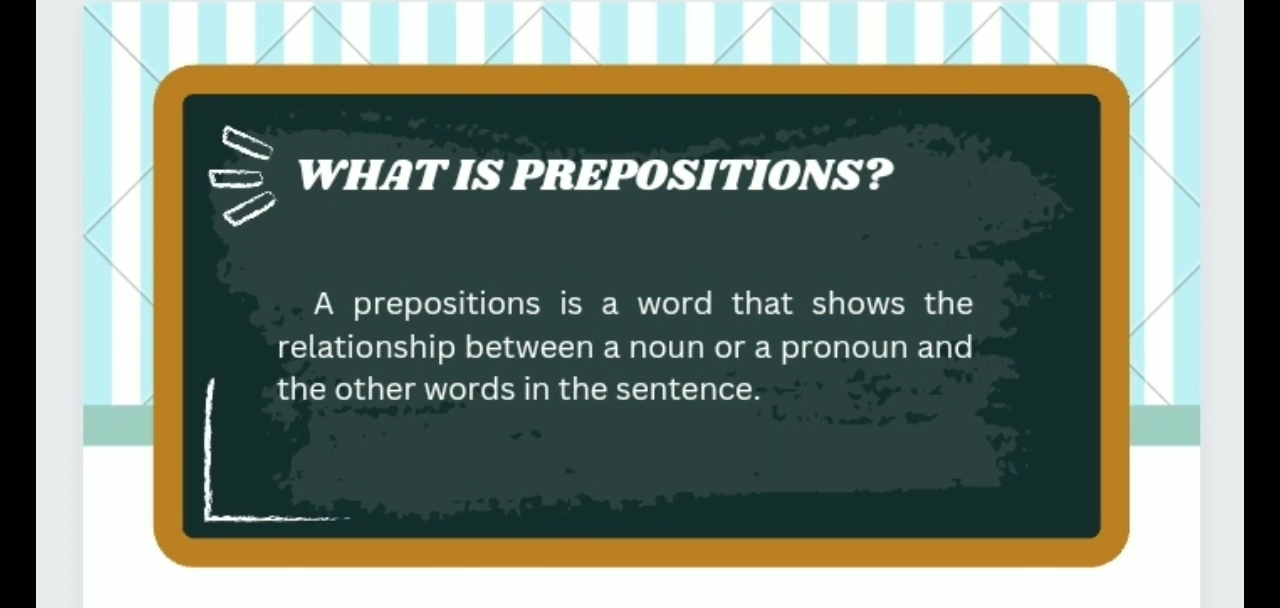 WHAT IS PREPOSITIONS?
A prepositions is a word that shows the
relationship between a noun or a pronoun and
the other words in the sentence.